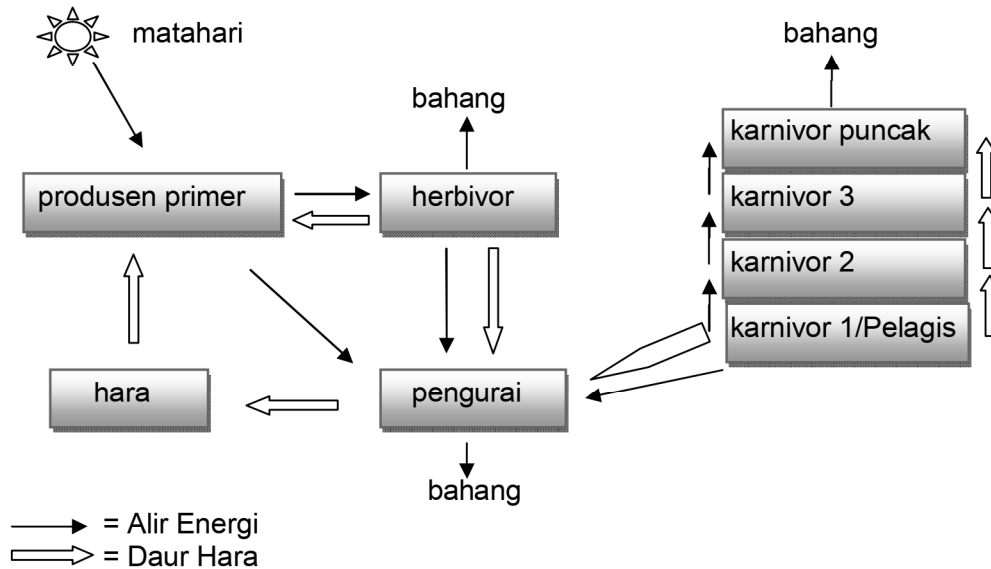 matahari
bahang
bahang
karnivor puncak
produsen primer
herbivor
karnivor 3
karnivor 2
karnivor 1/Pelagis
hara
pengurai
bahang
= Alir Energi
= Daur Hara